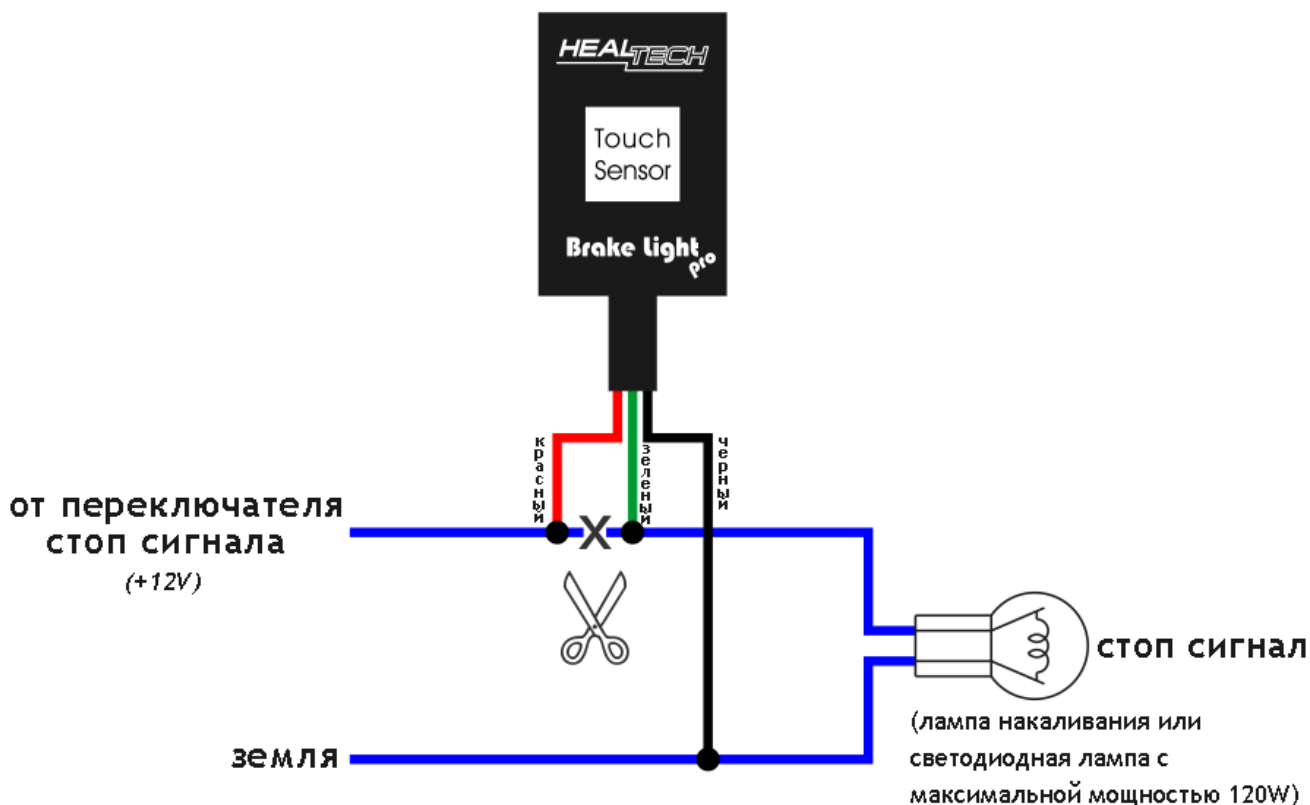 HEALTECH
Touch
Sensor
Brake Light
pro
красный
зеленый
черный
от переключателя
стоп сигнала
(+12V)
X
стоп сигнал
(лампа накаливания или
светодиодная лампа с
максимальной мощностью 120W)
земля